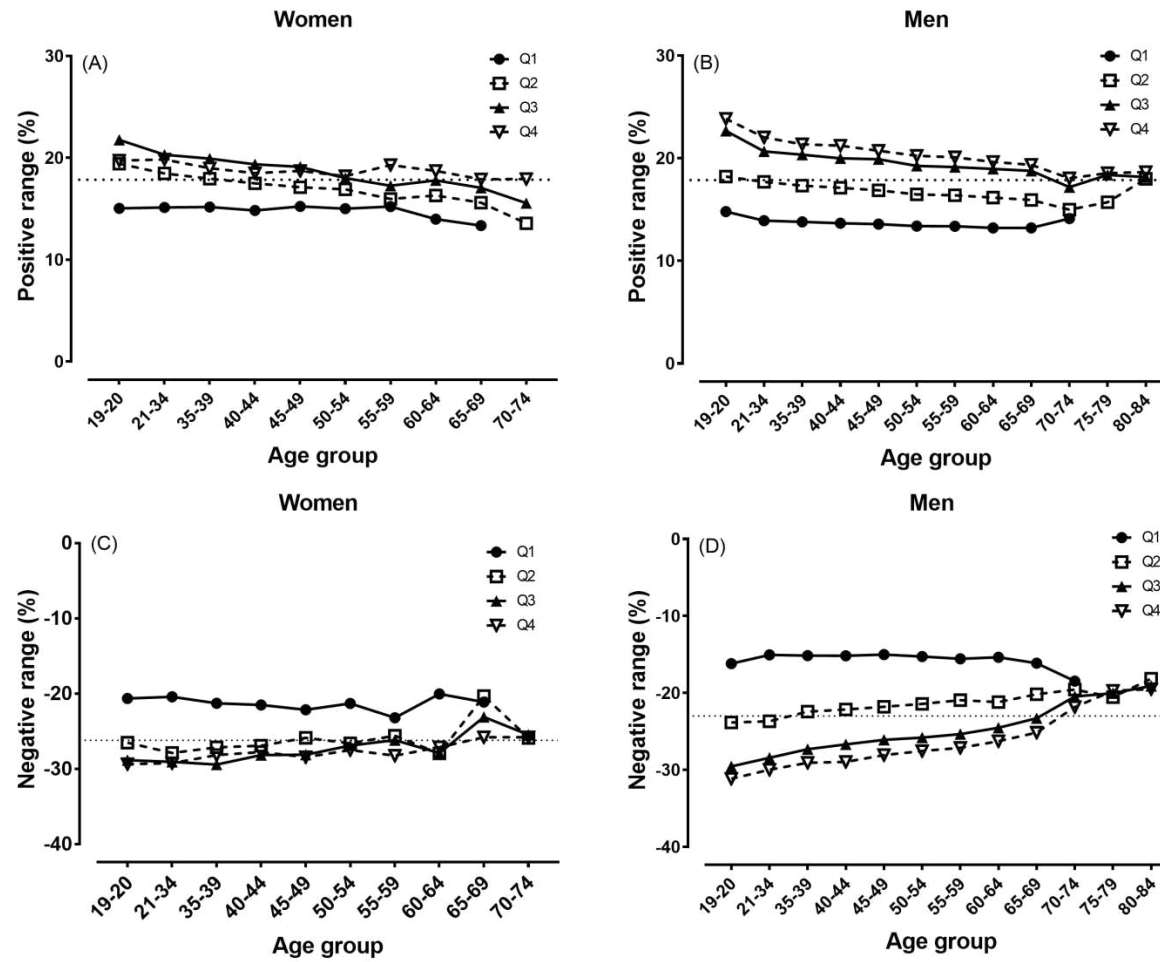 Women
(A)
Positive range (%)
30
20
10
0
Q1
Q2
Q3
Q4
19-20
21-34
35-39
40-44
45-49
50-54
55-59
60-64
65-69
70-74
Age group
Men
(B)
Positive range (%)
30
20
10
0
Q1
Q2
Q3
Q4
19-20
21-34
35-39
40-44
45-49
50-54
55-59
60-64
65-69
70-74
75-79
80-84
Age group
Women
(C)
Negative range (%)
0
-10
-20
-30
-40
Q1
Q2
Q3
Q4
19-20
21-34
35-39
40-44
45-49
50-54
55-59
60-64
65-69
70-74
Age group
Men
(D)
Negative range (%)
0
-10
-20
-30
-40
Q1
Q2
Q3
Q4
19-20
21-34
35-39
40-44
45-49
50-54
55-59
60-64
65-69
70-74
75-79
80-84
Age group